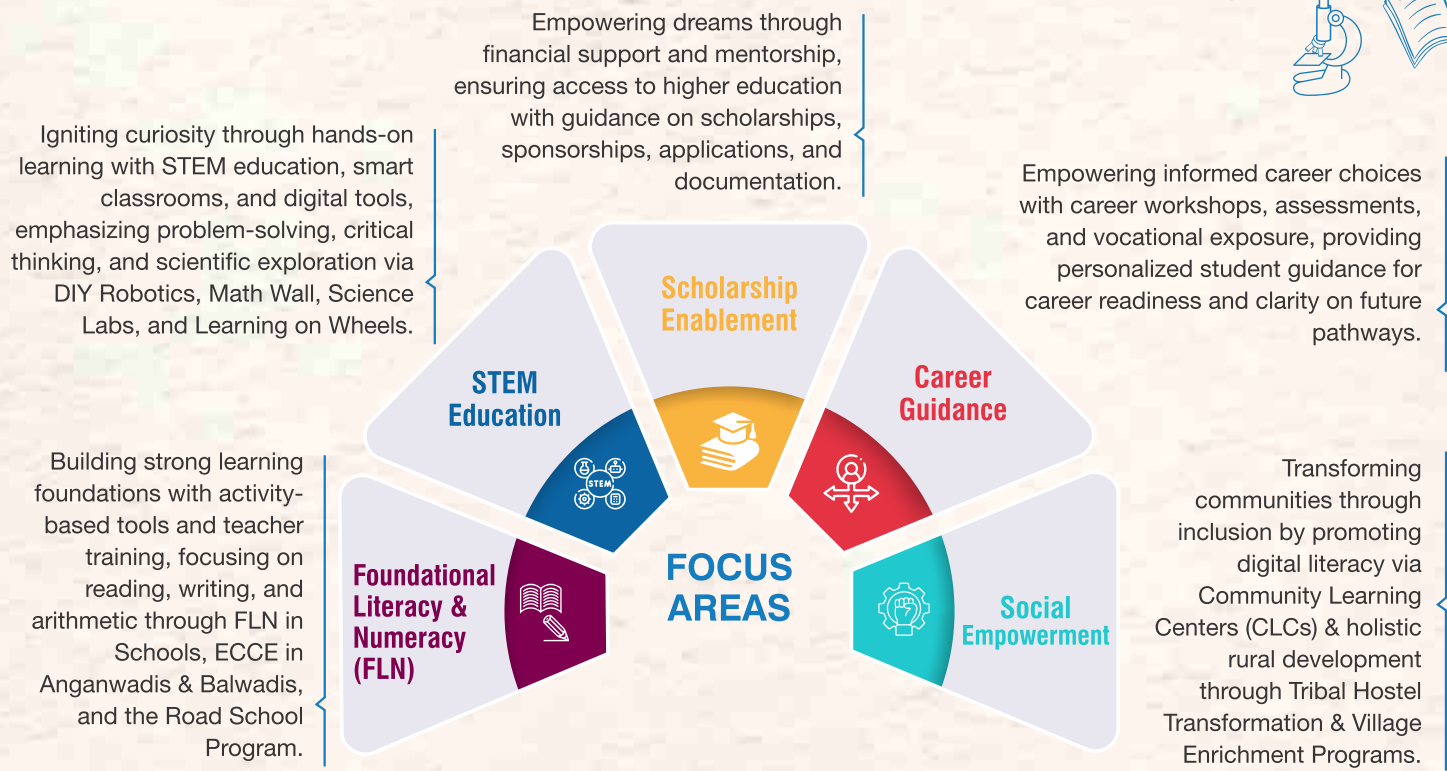 Empowering dreams through
financial support and mentorship,
ensuring access to higher education
with guidance on scholarships,
sponsorships, applications, and
documentation.
Igniting curiosity through hands-on
learning with STEM education, smart
classrooms, and digital tools,
emphasizing problem-solving, critical
thinking, and scientific exploration via
DIY Robotics, Math Wall, Science
Labs, and Learning on Wheels.
Empowering informed career choices
with career workshops, assessments,
and vocational exposure, providing
personalized student guidance for
career readiness and clarity on future
pathways.
Building strong learning
foundations with activity-
based tools and teacher
training, focusing on
reading, writing, and
arithmetic through FLN in
Schools, ECCE in
Anganwadis & Balwadis,
and the Road School
Program.
Foundational
Literacy &
Numeracy
(FLN)
STEM
Education
STEM
Scholarship
Enablement
Career
Guidance
Social
Empowerment
FOCUS
AREAS
Transforming
communities through
inclusion by promoting
digital literacy via
Community Learning
Centers (CLCs) & holistic
rural development
through Tribal Hostel
Transformation & Village
Enrichment Programs.